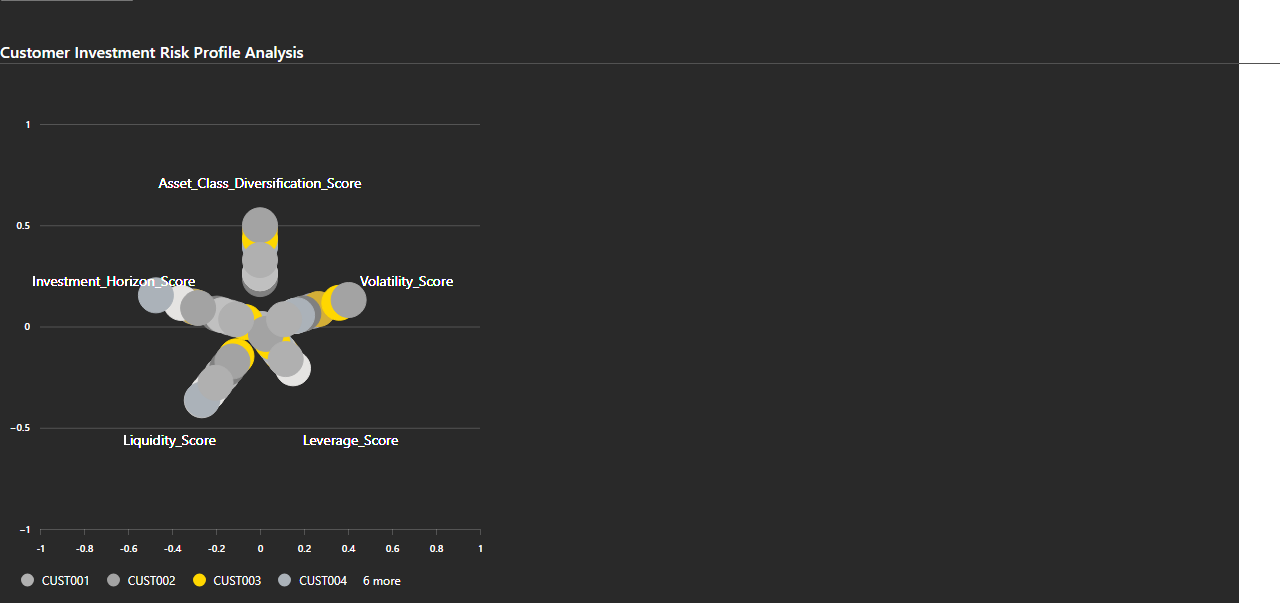 Customer Investment Risk Profile Analysis
1
Asset_Class_Diversification_Score
0.5
Investment_Horizon_Score
Volatility_Score
0
−0.5
Liquidity_Score
Leverage_Score
−1
-1 -0.8 -0.6 -0.4 -0.2 0 0.2 0.4 0.6 0.8 1
CUST001 CUST002 CUST003 CUST004 6 more